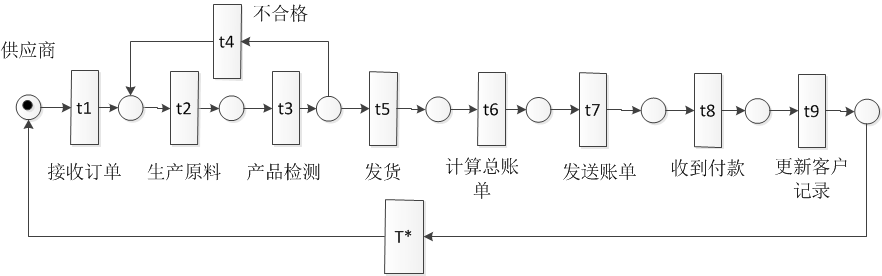 不合格
t4
供应商
t1
t2
t3
t5
t6
t7
t8
t9
接收订单
生产原料
产品检测
发货
计算总账
单
发送账单
收到付款
更新客户
记录
T*